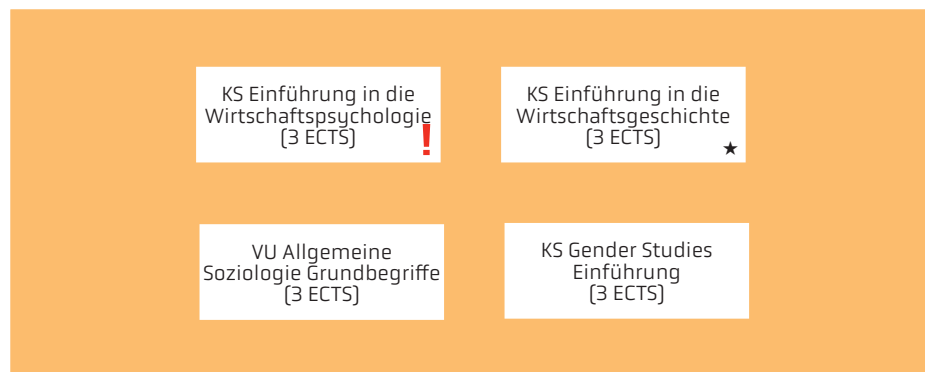 KS Einführung in die
Wirtschaftspsychologie
(3 ECTS)
!
KS Einführung in die
Wirtschaftsgeschichte
(3 ECTS)
★
VU Allgemeine
Soziologie Grundbegriffe
(3 ECTS)
KS Gender Studies
Einführung
(3 ECTS)